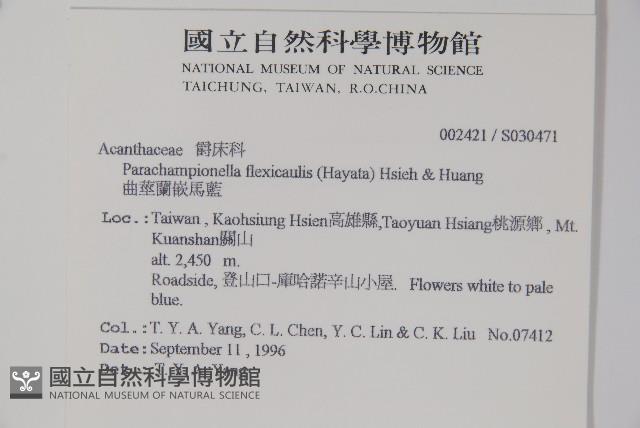 國立自然科學博物館
NATIONAL MUSEUM OF NATURAL SCIENCE
TAICHUNG, TAIWAN, R.O.CHINA
002421 / S030471
Acanthaceae 爵床科
Parachampionella flexicaulis (Hayata) Hsieh & Huang
曲莖蘭嵌馬藍
Loc.:Taiwan , Kaohsiung Hsien高雄縣,Taoyuan Hsiang桃源鄉 , Mt.
Kuanshan關山
alt. 2,450 m.
Roadside, 登山口-庫哈諾辛山小屋. Flowers white to pale
blue.
Col.:T. Y. A. Yang, C. L. Chen, Y. C. Lin & C. K. Liu No.07412
Date:September 11 , 1996
T. Y. A. Yang
國立自然科學博物館
NATIONAL MUSEUM OF NATURAL SCIENCE